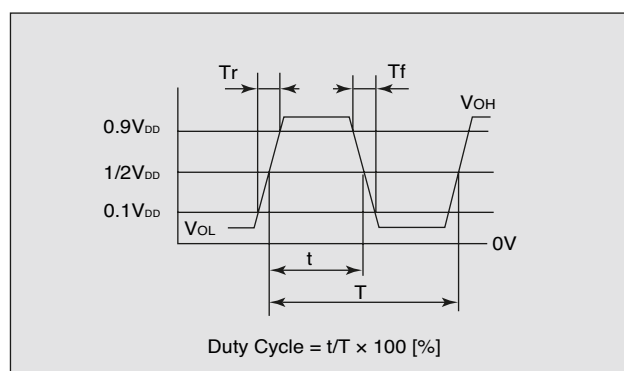 Tr
Tf
VOH
0.9VDD
1/2VDD
0.1VDD
VOL
0V
t
T
Duty Cycle = t/T × 100 [%]